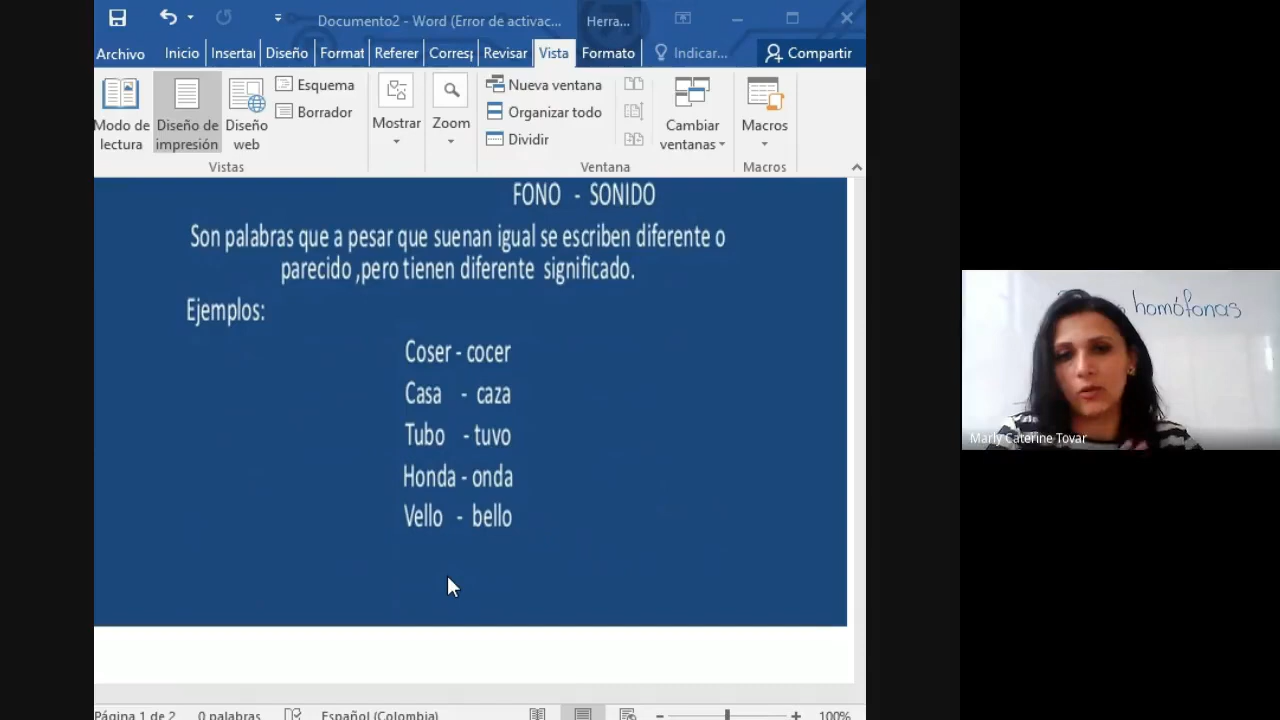 Documento2 - Word (Error de activac...
Herra...
Archivo
Inicio
Insertai
Diseño
Format
Referer
Corresp
Revisar
Vista
Formato
Indicar...
Compartir
Modo de lectura
Diseño de impresión
Diseño web
Esquema
Borrador
Mostrar
Zoom
Nueva ventana
Organizar todo
Dividir
Cambiar ventanas
Macros
Vistas
Ventana
Macros
FONO - SONIDO
Son palabras que a pesar que suenan igual se escriben diferente o
parecido ,pero tienen diferente significado.
Ejemplos:
Coser - cocer
Casa - caza
Tubo - tuvo
Honda - onda
Vello - bello
homófonas
Marly Caterine Tovar
Página 1 de 2
0 palabras
Español (Colombia)
100%